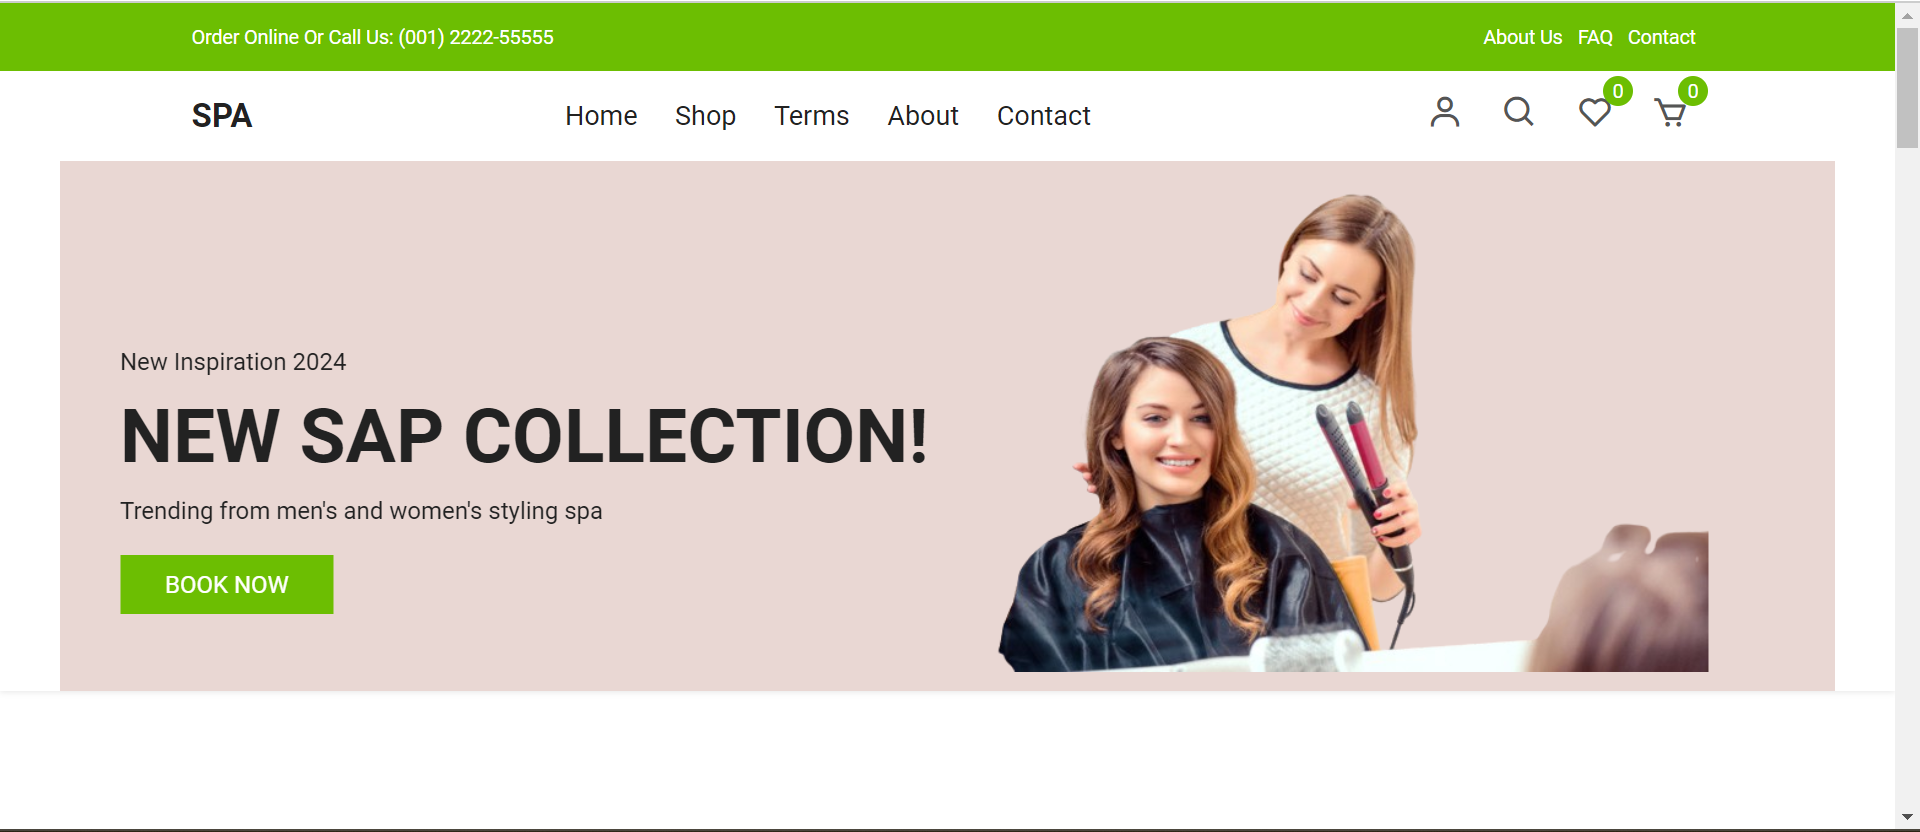 Order Online Or Call Us: (001) 2222-55555
About Us FAQ Contact
SPA
Home Shop Terms About Contact
0 0
New Inspiration 2024
NEW SAP COLLECTION!
Trending from men's and women's styling spa
BOOK NOW